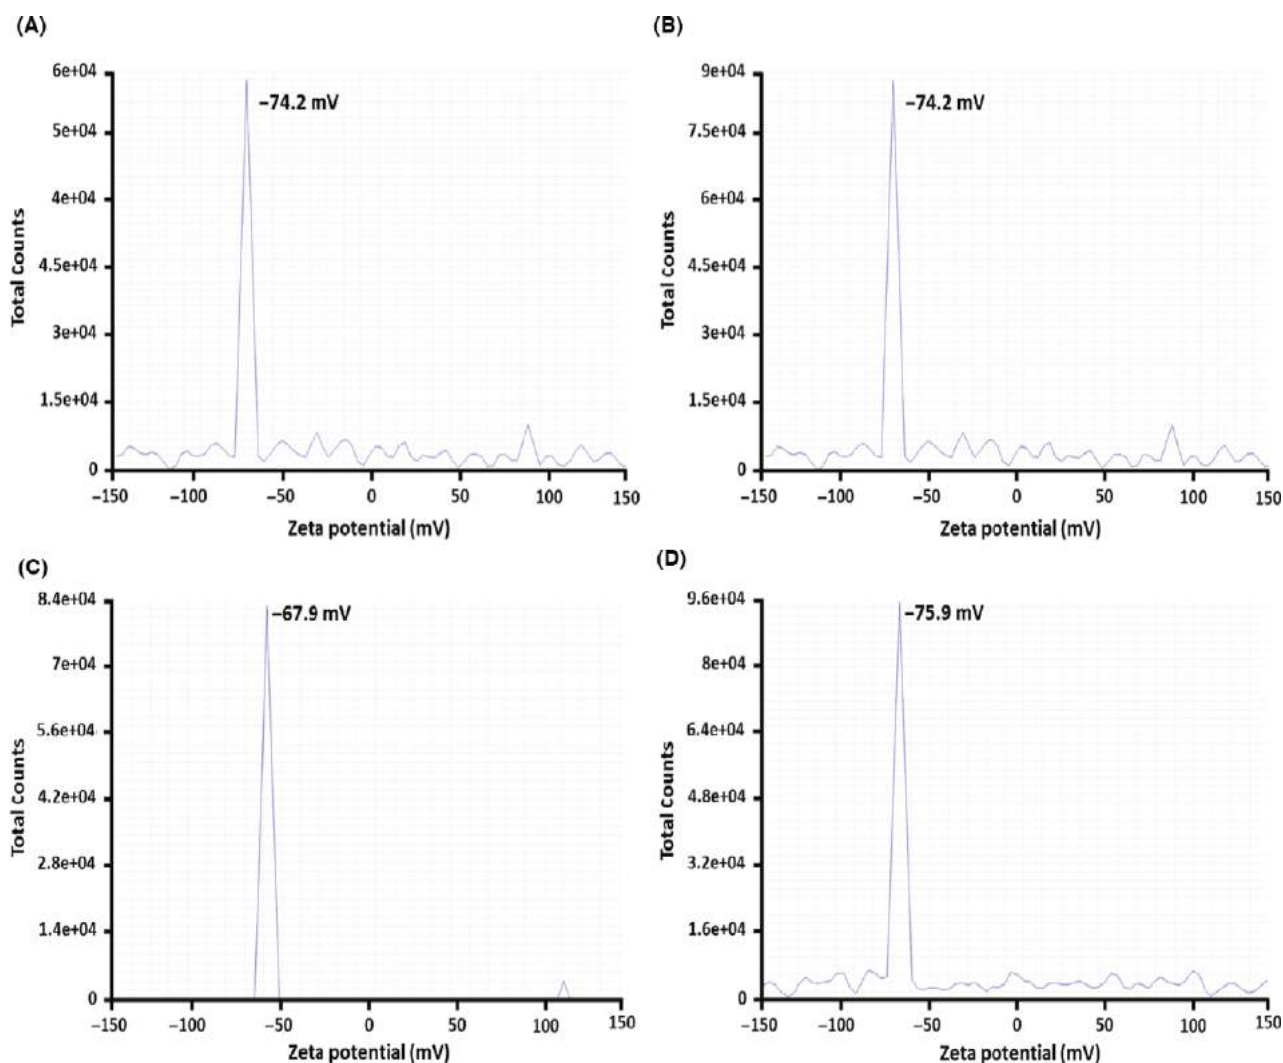 (A)
6e+04
5e+04
4e+04
4.5e+04
3e+04
1.5e+04
0
Total Counts
−74.2 mV
−150 −100 −50 0 50 100 150
Zeta potential (mV)
(B)
9e+04
7.5e+04
6e+04
4.5e+04
3e+04
1.5e+04
0
Total Counts
−74.2 mV
−150 −100 −50 0 50 100 150
Zeta potential (mV)
(C)
8.4e+04
7e+04
5.6e+04
4.2e+04
2.8e+04
1.4e+04
0
Total Counts
−67.9 mV
−150 −100 −50 0 50 100 150
Zeta potential (mV)
(D)
9.6e+04
8e+04
6.4e+04
4.8e+04
3.2e+04
1.6e+04
0
Total Counts
−75.9 mV
−150 −100 −50 0 50 100 150
Zeta potential (mV)